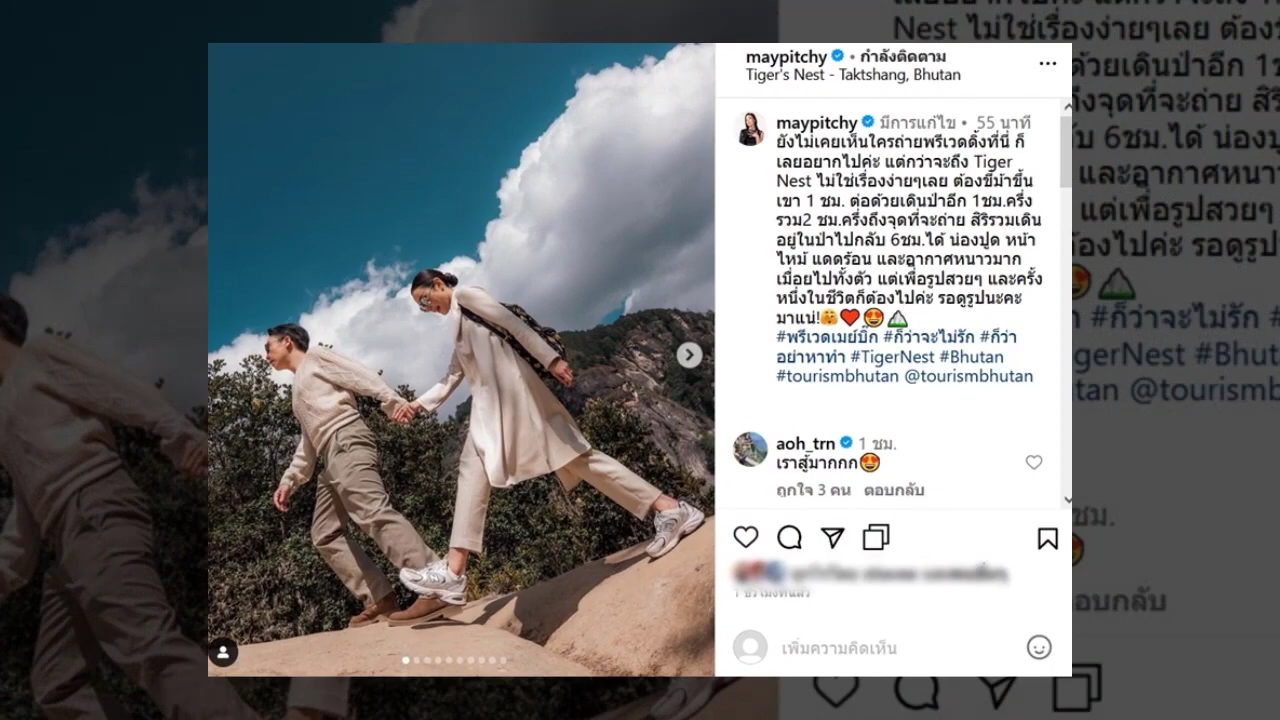 maypitchy • กำลังติดตาม
Tiger's Nest - Taktshang, Bhutan
maypitchy มีการแก้ไข • 55 นาที
ยังไม่เคยเห็นใครถ่ายพรีเวดดิ้งที่นี่ ก็
เลยอยากไปค่ะ แต่กว่าจะถึง Tiger
Nest ไม่ใช่เรื่องง่ายๆเลย ต้องขี่ม้าขึ้น
เขา 1 ชม. ต่อด้วยเดินป่าอีก 1ชม.ครึ่ง
รวม2 ชม.ครึ่งถึงจุดที่จะถ่าย สิริรวมเดิน
อยู่ในป่าไปกลับ 6ชม.ได้ น่องปูด หน้า
ไหม้ แดดร้อน และอากาศหนาวมาก
เมื่อยไปทั้งตัว แต่เพื่อรูปสวยๆ และครั้ง
หนึ่งในชีวิตก็ต้องไปค่ะ รอดูรูปนะคะ
มาแน่!🤗❤️😍🏔️
#พรีเวดเมย์บิ๊ก #ก็ว่าจะไม่รัก #ก็ว่า
อย่าหาทำ #TigerNest #Bhutan
#tourismbhutan @tourismbhutan
aoh_trn 1 ชม.
เราสู้มากกก😍
ถูกใจ 3 คน ตอบกลับ
1 ชั่วโมงที่แล้ว
เพิ่มความคิดเห็น